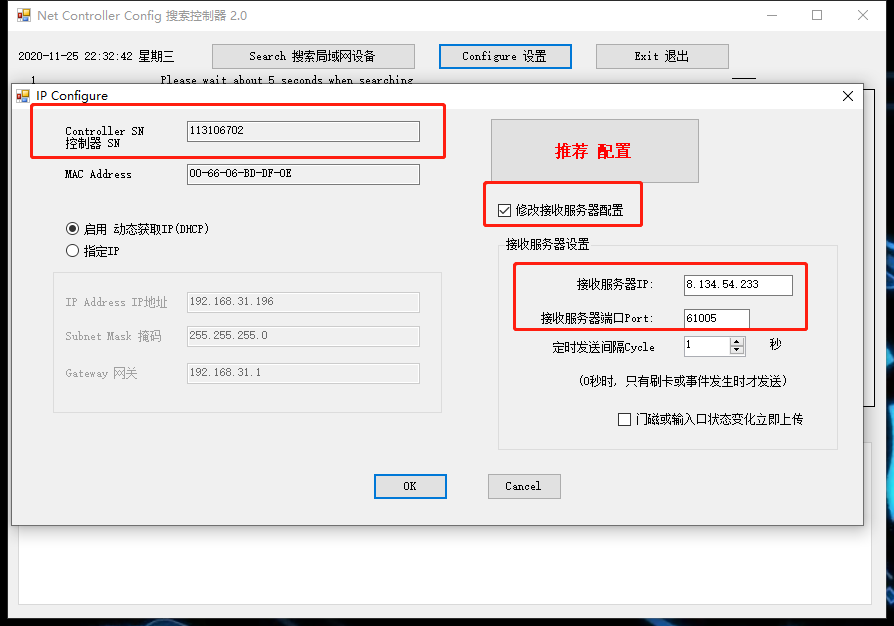 Net Controller Config 搜索控制器 2.0
2020-11-25 22:32:42 星期三
Search 搜索局域网设备
Configure 设置
Exit 退出
1
Please wait about 5 seconds when searching
IP Configure
Controller SN
控制器 SN
113106702
MAC Address
00-66-06-BD-DF-0E
启用 动态获取IP(DHCP)
指定IP
IP Address IP地址
192.168.31.196
Subnet Mask 掩码
255.255.255.0
Gateway 网关
192.168.31.1
推荐 配置
修改接收服务器配置
接收服务器设置
接收服务器IP:
8.134.54.233
接收服务器端口Port:
61005
定时发送间隔Cycle
1
秒
(0秒时, 只有刷卡或事件发生时才发送)
门磁或输入口状态变化立即上传
OK
Cancel